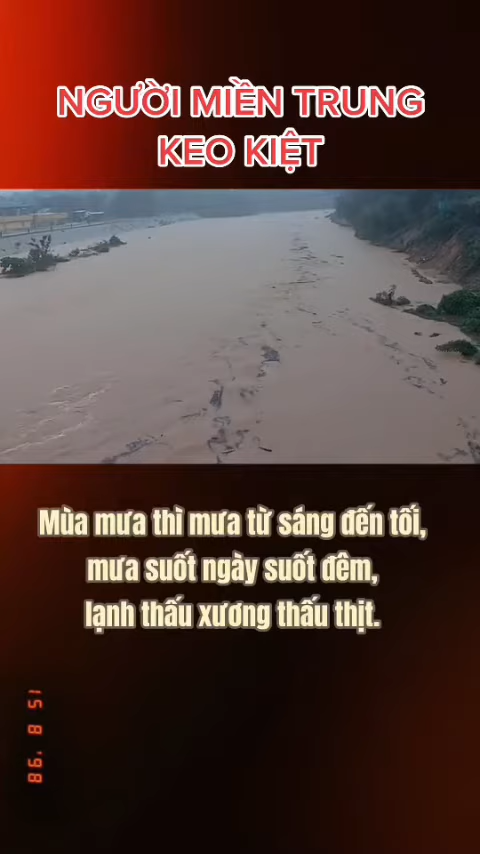 NGƯỜI MIỀN TRUNG
KEO KIỆT
Mùa mưa thì mưa từ sáng đến tối,
mưa suốt ngày suốt đêm,
lạnh thấu xương thấu thịt.
15 8 '98